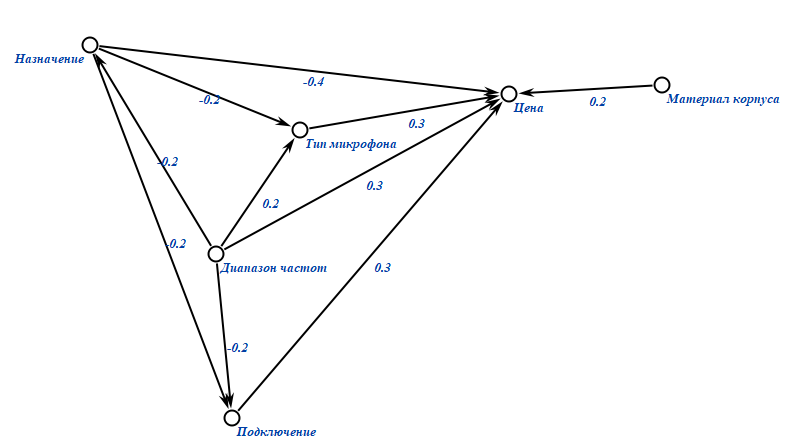 Назначение
-0.4
-0.2
Цена
0.2
Материал корпуса
0.3
Тип микрофона
-0.2
0.3
0.2
-0.2
Диапазон частот
0.3
-0.2
Подключение